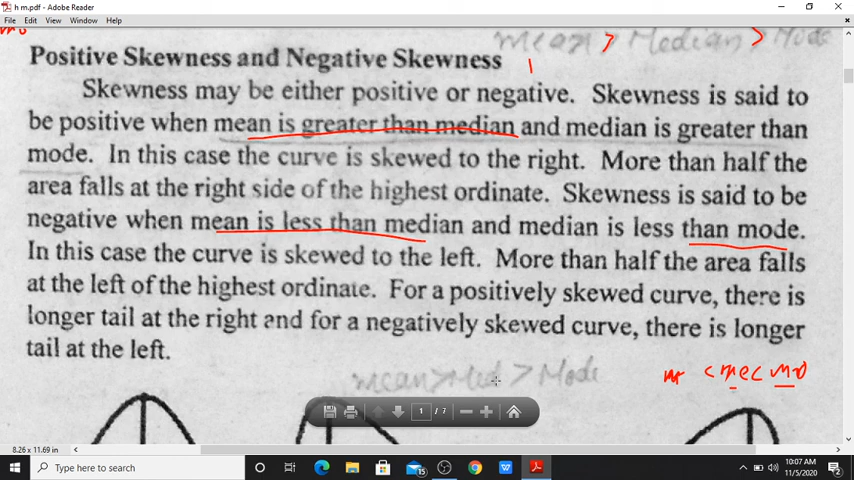 h m.pdf - Adobe Reader
File Edit View Window Help
mean > Median > Mode
Positive Skewness and Negative Skewness
Skewness may be either positive or negative. Skewness is said to
be positive when mean is greater than median and median is greater than
mode. In this case the curve is skewed to the right. More than half the
area falls at the right side of the highest ordinate. Skewness is said to be
negative when mean is less than median and median is less than mode.
In this case the curve is skewed to the left. More than half the area falls
at the left of the highest ordinate. For a positively skewed curve, there is
longer tail at the right and for a negatively skewed curve, there is longer
tail at the left.
mean > Med > Mode
< me < mo
1 / 7
8.26 x 11.69 in
Type here to search
15
10:07 AM
11/5/2020
2